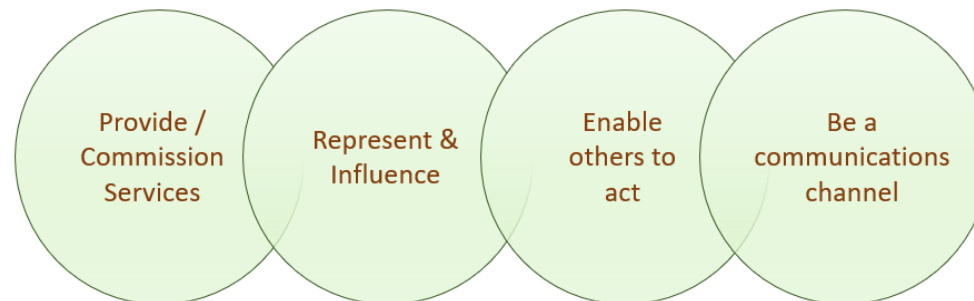 Provide /
Commission
Services
Represent &
Influence
Enable
others to
act
Be a
communications
channel